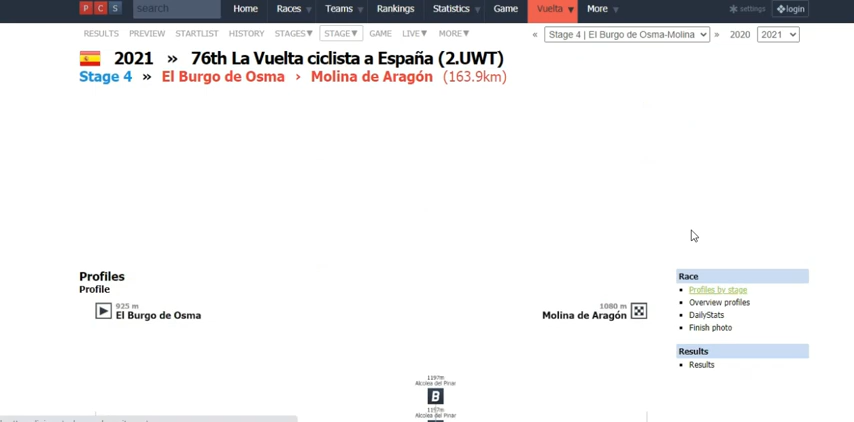 P C S search Home Races ▼ Teams ▼ Rankings Statistics ▼ Game Vuelta ▼ More ▼ settings login
RESULTS PREVIEW STARTLIST HISTORY STAGES▼ STAGE▼ GAME LIVE▼ MORE▼ « Stage 4 | El Burgo de Osma-Molina » 2020 2021
2021 » 76th La Vuelta ciclista a España (2.UWT)
Stage 4 » El Burgo de Osma › Molina de Aragón (163.9km)
Profiles
Profile
925 m
El Burgo de Osma
1080 m
Molina de Aragón
1197m
Alcolea del Pinar
B
1197m
Alcolea del Pinar
Race
Profiles by stage
Overview profiles
DailyStats
Finish photo
Results
Results